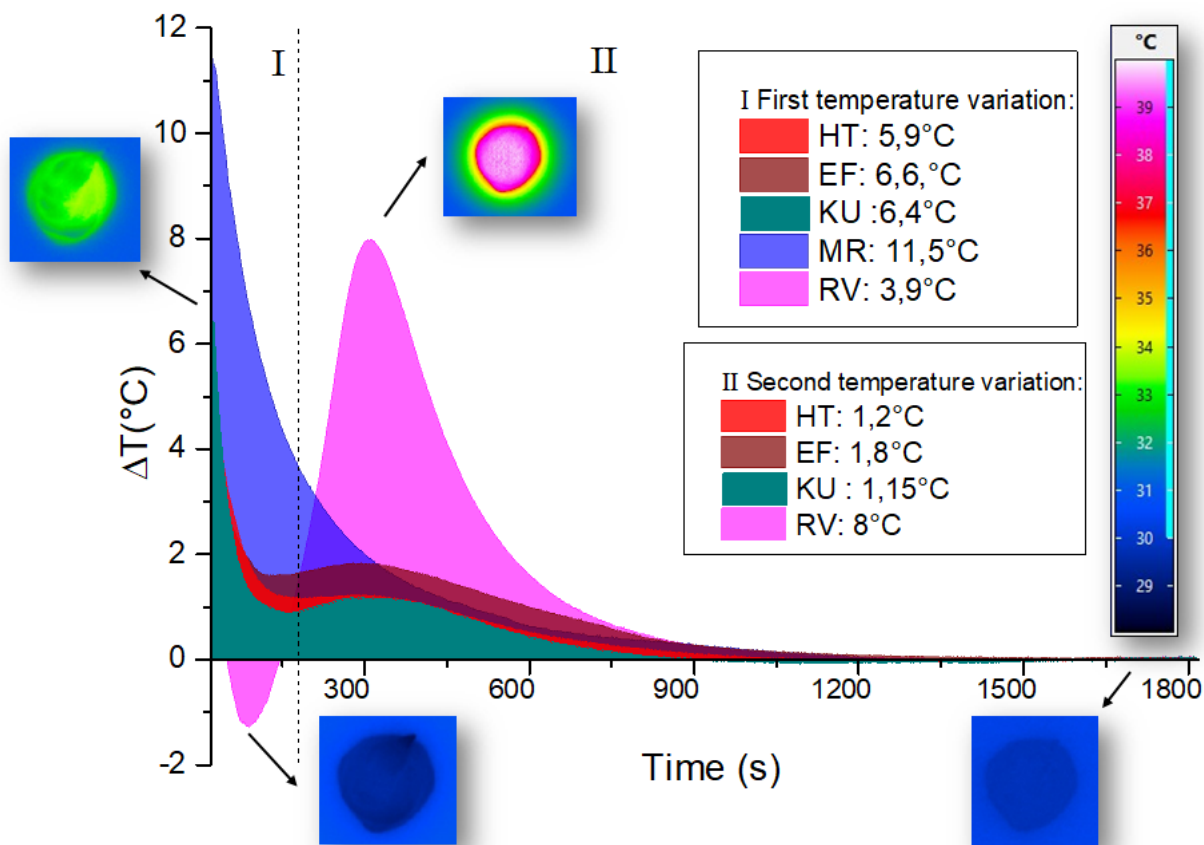 12
10
8
6
4
2
0
-2
ΔT(°C)
I
II
I First temperature variation:
HT: 5,9°C
EF: 6,6,°C
KU :6,4°C
MR: 11,5°C
RV: 3,9°C
II Second temperature variation:
HT: 1,2°C
EF: 1,8°C
KU : 1,15°C
RV: 8°C
°C
39
38
37
36
35
34
33
32
31
30
29
300
600
900
1200
1500
1800
Time (s)